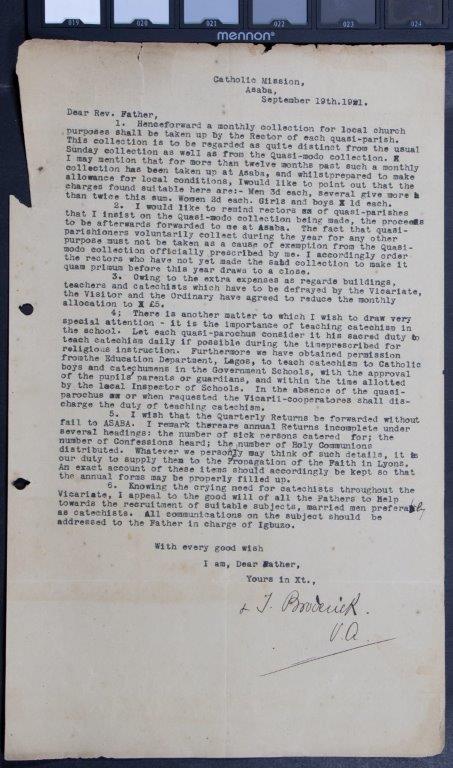 019 020 021 022 023 024
mennon
Catholic Mission,
Asaba,
September 19th.1921.
Dear Rev. Father,
1. Henceforward a monthly collection for local church
purposes shall be taken up by the Rector of each quasi-parish.
This collection is to be regarded as quite distinct from the usual
Sunday collection as well as from the Quasi-modo collection.
I may mention that for more than twelve months past such a monthly
collection has been taken up at Asaba, and whilstprepared to make
allowance for local conditions, Iwould like to point out that the
charges found suitable here are:- Men 3d each, several give more
than twice this sum. Women 2d each. Girls and boys 1d each.
2. I would like to remind rectors of quasi-parishes
that I insist on the Quasi-modo collection being made, the proceeds
to be afterwards forwarded to me at Asaba. The fact that quasi-
parishioners voluntarily collect during the year for any other
purpose must not be taken as a cause of exemption from the Quasi-
modo collection officially prescribed by me. I accordingly order
the rectors who have not yet made the said collection to make it
quam primum before this year draws to a close.
3. Owing to the extra expenses as regards buildings,
teachers and catechists which have to be defrayed by the Vicariate,
the Visitor and the Ordinary have agreed to reduce the monthly
allocation to £5.
4; There is another matter to which I wish to draw very
special attention - it is the importance of teaching catechism in
the school. Let each quasi-parochus consider it his sacred duty to
teach catechism daily if possible during the timeprescribed for
religious instruction. Furthermore we have obtained permission
fromthe Education Department, Lagos, to teach catechism to Catholic
boys and catechumens in the Government Schools, with the approval
of the pupils parents or guardians, and within the time allotted
by the local Inspector of Schools. In the absence of the quasi-
parochus or when requested the Vicarii-cooperatores shall dis-
charge the duty of teaching catechism.
5. I wish that the Quarterly Returns be forwarded without
fail to ASABA. I remark thereare annual Returns incomplete under
several headings: the number of sick persons catered for; the
number of Confessions heard; the number of Holy Communions
distributed. Whatever we personly may think of such details, it is
our duty to supply them to the Propagation of the Faith in Lyons.
An exact account of these items should accordingly be kept so that
the annual forms may be properly filled up.
6. Knowing the crying need for catechists throughout the
Vicariate, I appeal to the good will of all the Fathers to Help
towards the recruitment of suitable subjects, married men preferably
as catechists. All communications on the subject should be
addressed to the Father in charge of Igbuzo.
With every good wish
I am, Dear Father,
Yours in Xt.,
+ T. Broderick.
V.A.